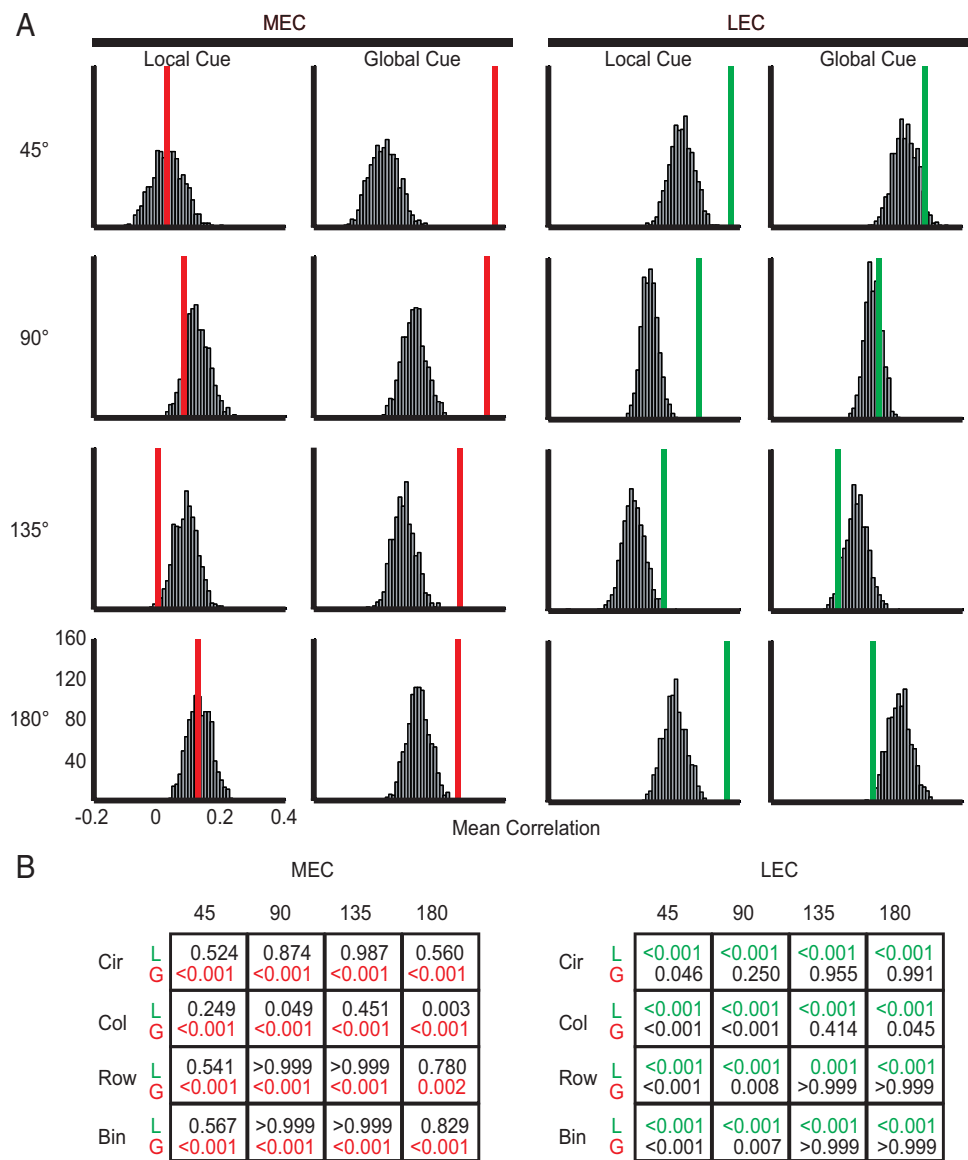 A
MEC LEC
Local Cue Global Cue Local Cue Global Cue
45°
90°
135°
180°
160
120
80
40
-0.2 0 0.2 0.4
Mean Correlation
B
MEC LEC
45 90 135 180 45 90 135 180
Cir L 0.524 0.874 0.987 0.560 Cir L <0.001 <0.001 <0.001 <0.001
G <0.001 <0.001 <0.001 <0.001 G 0.046 0.250 0.955 0.991
Col L 0.249 0.049 0.451 0.003 Col L <0.001 <0.001 <0.001 <0.001
G <0.001 <0.001 <0.001 <0.001 G <0.001 <0.001 0.414 0.045
Row L 0.541 >0.999 >0.999 0.780 Row L <0.001 <0.001 0.001 <0.001
G <0.001 <0.001 <0.001 0.002 G <0.001 0.008 >0.999 >0.999
Bin L 0.567 >0.999 >0.999 0.829 Bin L <0.001 <0.001 <0.001 <0.001
G <0.001 <0.001 <0.001 <0.001 G <0.001 0.007 >0.999 >0.999